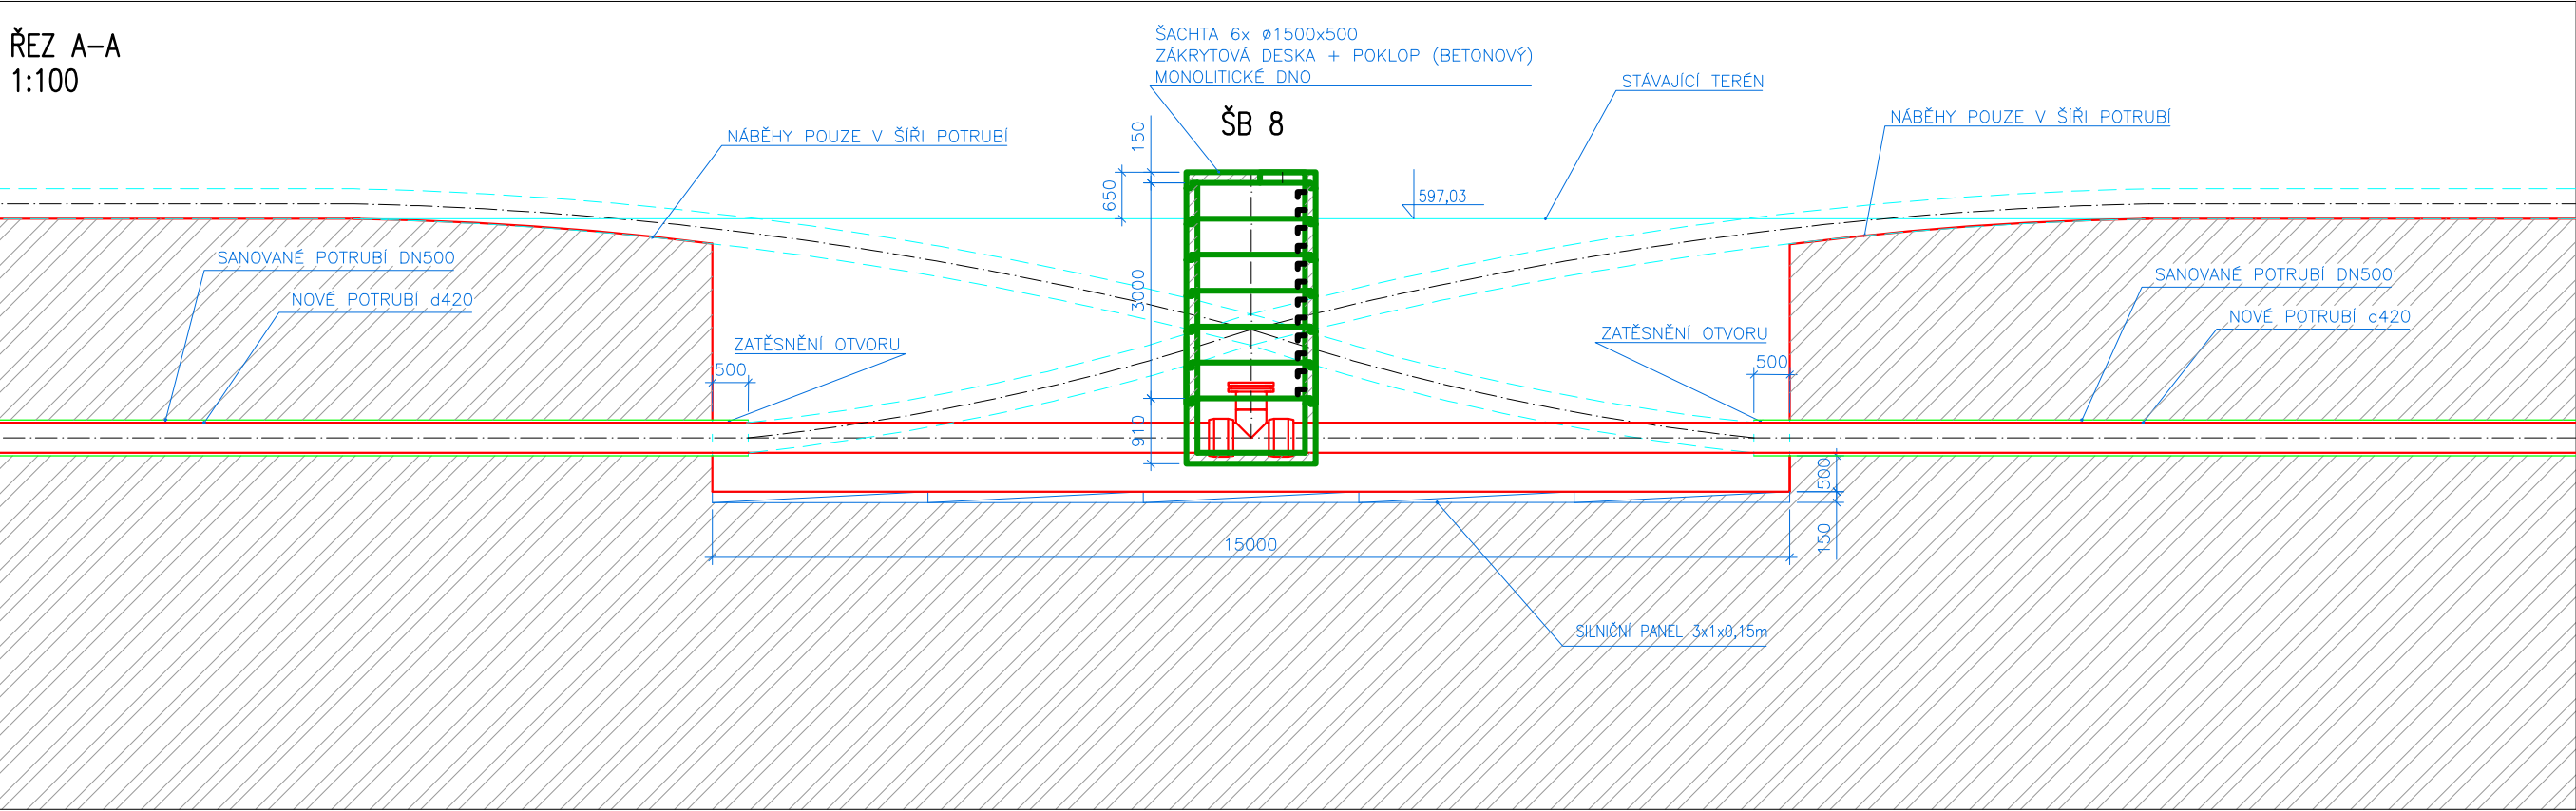 ŘEZ A-A
1:100
ŠACHTA 6x ø1500x500
ZÁKRYTOVÁ DESKA + POKLOP (BETONOVÝ)
MONOLITICKÉ DNO
ŠB 8
STÁVAJÍCÍ TERÉN
NÁBĚHY POUZE V ŠÍŘI POTRUBÍ
NÁBĚHY POUZE V ŠÍŘI POTRUBÍ
150
650
597,03
SANOVANÉ POTRUBÍ DN500
NOVÉ POTRUBÍ d420
3000
SANOVANÉ POTRUBÍ DN500
NOVÉ POTRUBÍ d420
ZATĚSNĚNÍ OTVORU
500
ZATĚSNĚNÍ OTVORU
500
910
500
150
15000
SILNIČNÍ PANEL 3x1x0,15m